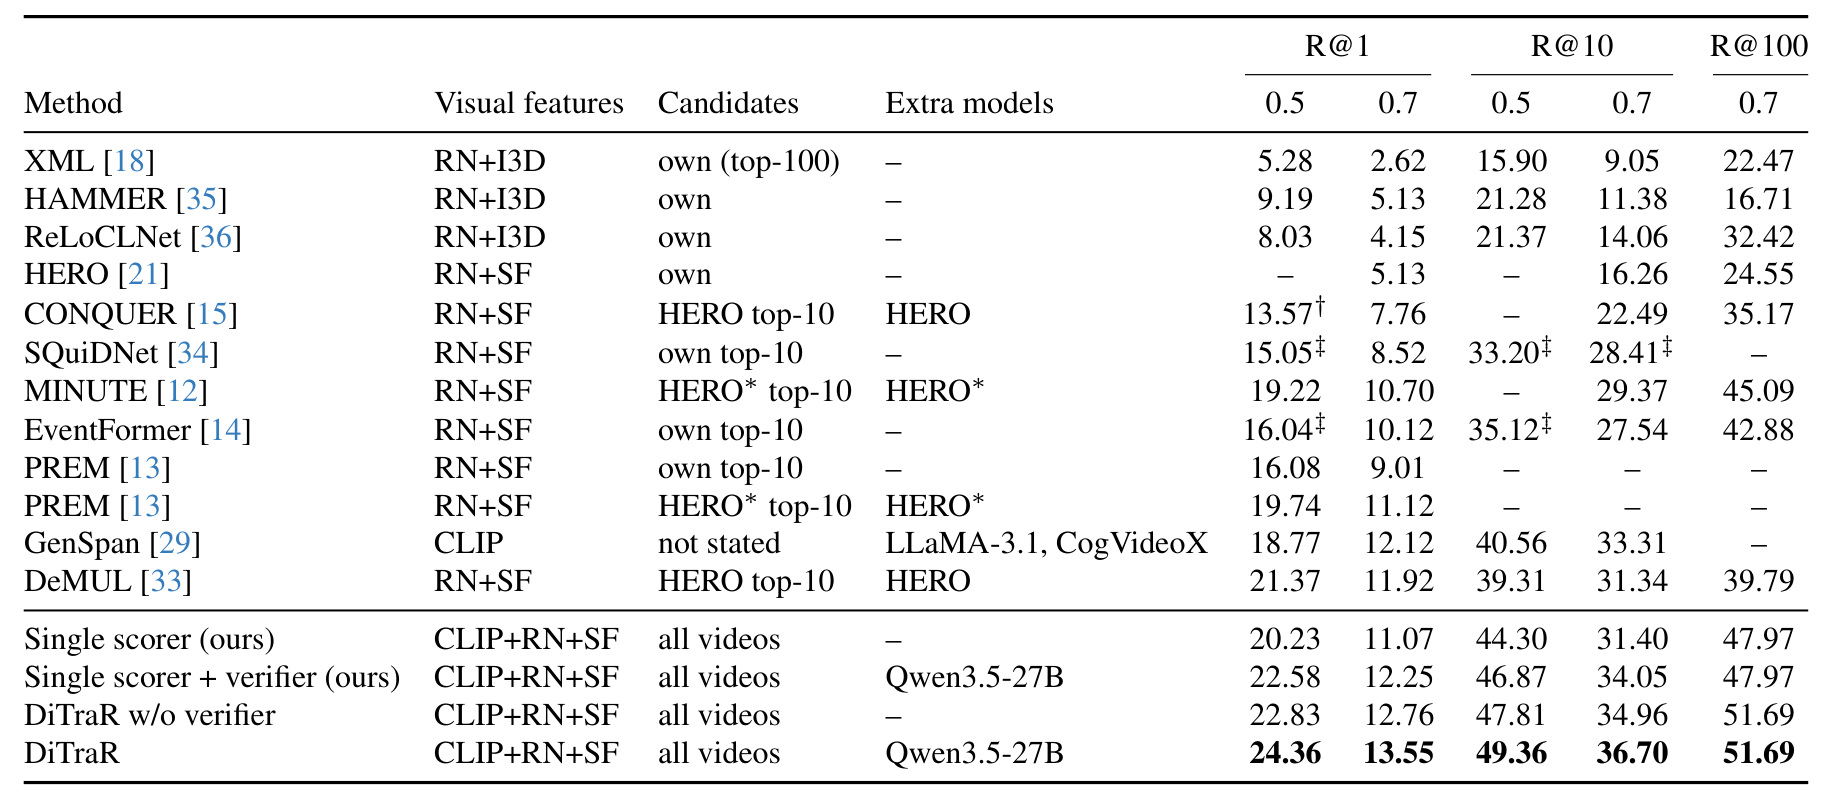 R@1 R@10 R@100
Method Visual features Candidates Extra models 0.5 0.7 0.5 0.7 0.7
XML [18] RN+I3D own (top-100) – 5.28 2.62 15.90 9.05 22.47
HAMMER [35] RN+I3D own – 9.19 5.13 21.28 11.38 16.71
ReLoCLNet [36] RN+I3D own – 8.03 4.15 21.37 14.06 32.42
HERO [21] RN+SF own – – 5.13 – 16.26 24.55
CONQUER [15] RN+SF HERO top-10 HERO 13.57† 7.76 – 22.49 35.17
SQuiDNet [34] RN+SF own top-10 – 15.05‡ 8.52 33.20‡ 28.41‡ –
MINUTE [12] RN+SF HERO* top-10 HERO* 19.22 10.70 – 29.37 45.09
EventFormer [14] RN+SF own top-10 – 16.04‡ 10.12 35.12‡ 27.54 42.88
PREM [13] RN+SF own top-10 – 16.08 9.01 – – –
PREM [13] RN+SF HERO* top-10 HERO* 19.74 11.12 – – –
GenSpan [29] CLIP not stated LLaMA-3.1, CogVideoX 18.77 12.12 40.56 33.31 –
DeMUL [33] RN+SF HERO top-10 HERO 21.37 11.92 39.31 31.34 39.79
Single scorer (ours) CLIP+RN+SF all videos – 20.23 11.07 44.30 31.40 47.97
Single scorer + verifier (ours) CLIP+RN+SF all videos Qwen3.5-27B 22.58 12.25 46.87 34.05 47.97
DiTraR w/o verifier CLIP+RN+SF all videos – 22.83 12.76 47.81 34.96 51.69
DiTraR CLIP+RN+SF all videos Qwen3.5-27B 24.36 13.55 49.36 36.70 51.69